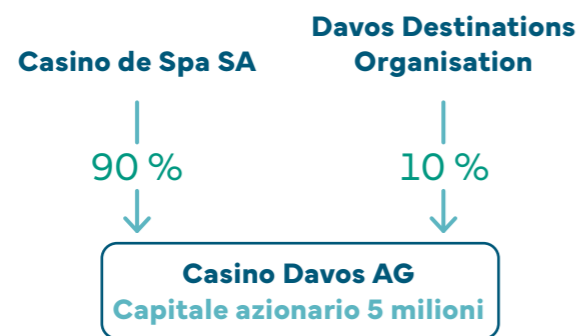 Casino de Spa SA
Davos Destinations
Organisation
90 %
10 %
Casino Davos AG
Capitale azionario 5 milioni